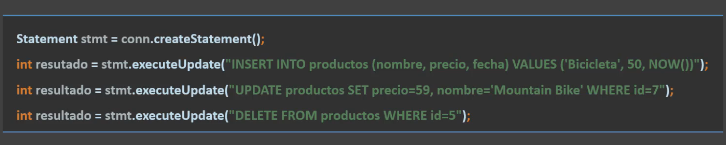 Statement stmt = conn.createStatement();
int resutado = stmt.executeUpdate("INSERT INTO productos (nombre, precio, fecha) VALUES ('Bicicleta', 50, NOW())");
int resultado = stmt.executeUpdate("UPDATE productos SET precio=59, nombre='Mountain Bike' WHERE id=7");
int resultado = stmt.executeUpdate("DELETE FROM productos WHERE id=5");